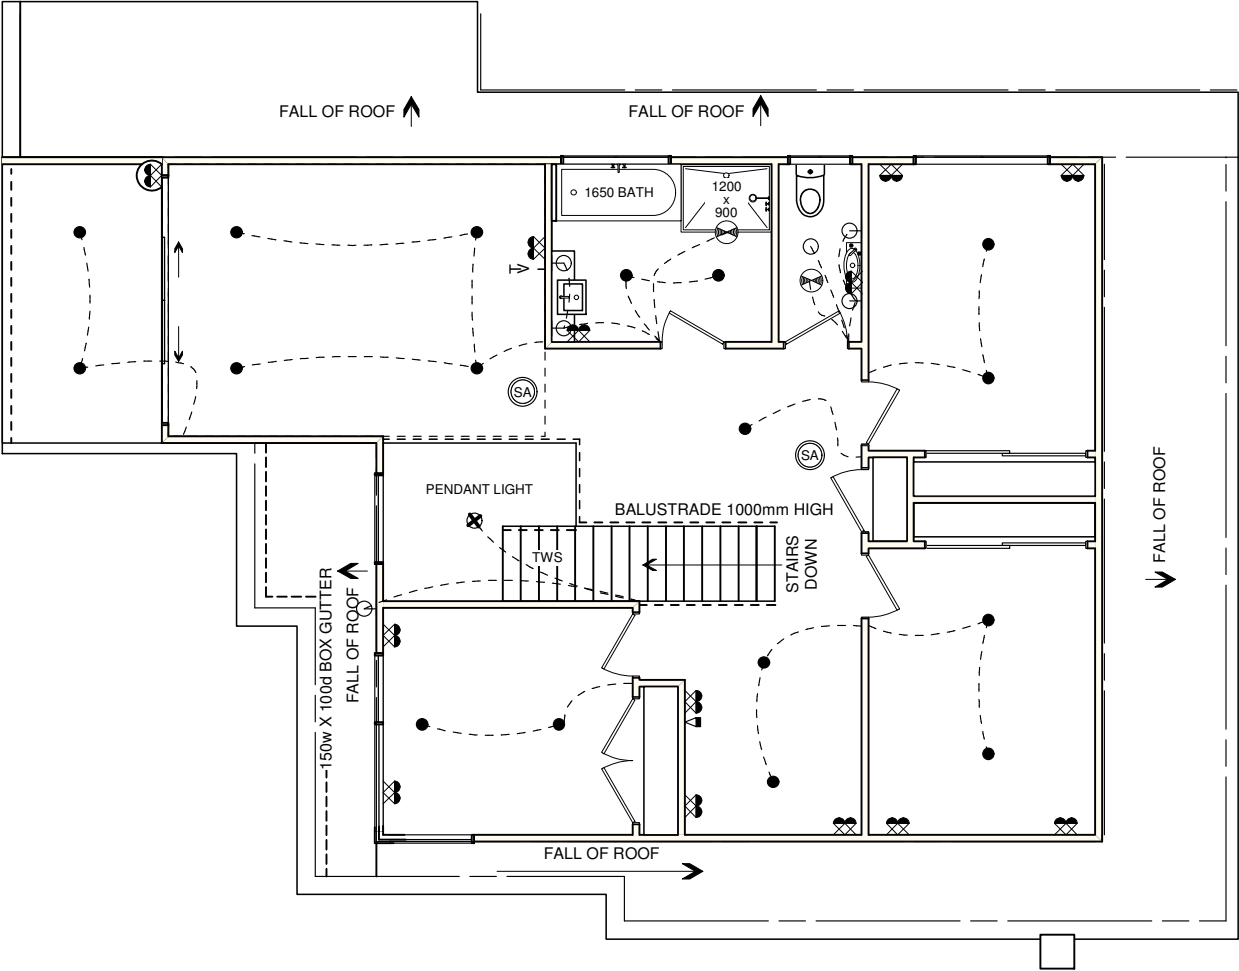 FALL OF ROOF
FALL OF ROOF
1650 BATH
1200
x
900
TV
SA
SA
PENDANT LIGHT
BALUSTRADE 1000mm HIGH
TWS
STAIRS
DOWN
FALL OF ROOF
150w X 100d BOX GUTTER
FALL OF ROOF
FALL OF ROOF